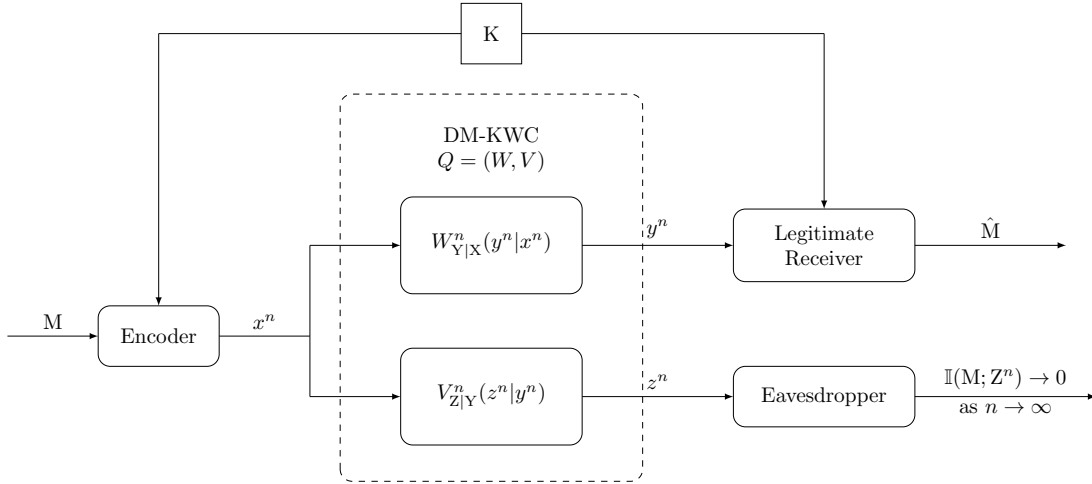 K
DM-KWC
Q = (W, V)
W^n_{Y|X}(y^n|x^n)
y^n
Legitimate
Receiver
M̂
M
Encoder
x^n
V^n_{Z|Y}(z^n|y^n)
z^n
Eavesdropper
𝕀(M; Z^n) → 0
as n → ∞